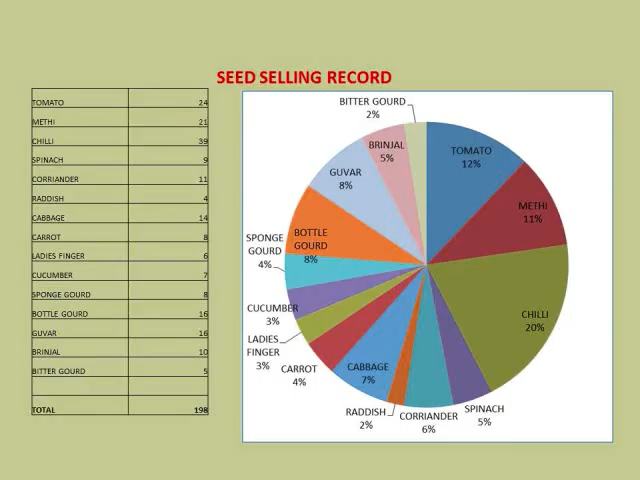 SEED SELLING RECORD
TOMATO 24
METHI 21
CHILLI 39
SPINACH 9
CORRIANDER 11
RADDISH 4
CABBAGE 14
CARROT 8
LADIES FINGER 6
CUCUMBER 7
SPONGE GOURD 8
BOTTLE GOURD 16
GUVAR 16
BRINJAL 10
BITTER GOURD 5
TOTAL 198
TOMATO
12%
METHI
11%
CHILLI
20%
SPINACH
5%
CORRIANDER
6%
RADDISH
2%
CABBAGE
7%
CARROT
4%
LADIES
FINGER
3%
CUCUMBER
3%
SPONGE
GOURD
4%
BOTTLE
GOURD
8%
GUVAR
8%
BRINJAL
5%
BITTER GOURD
2%